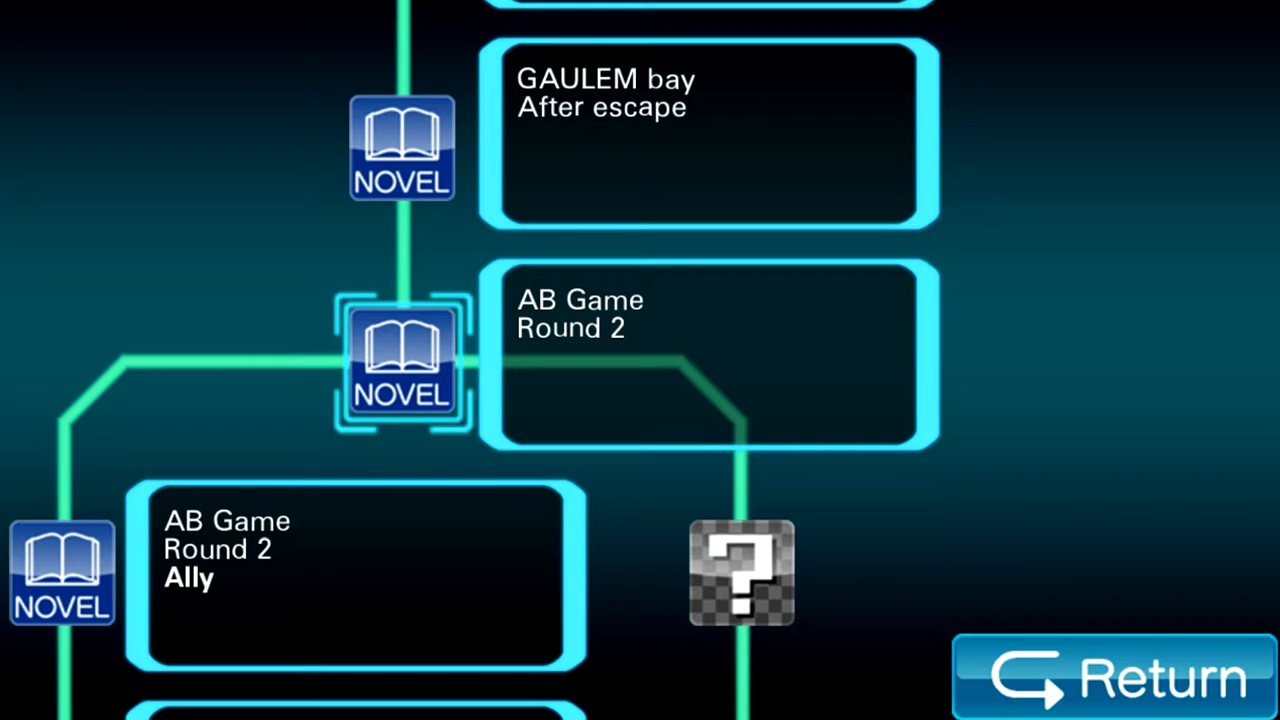 GAULEM bay
After escape
NOVEL
AB Game
Round 2
NOVEL
AB Game
Round 2
Ally
NOVEL
?
Return